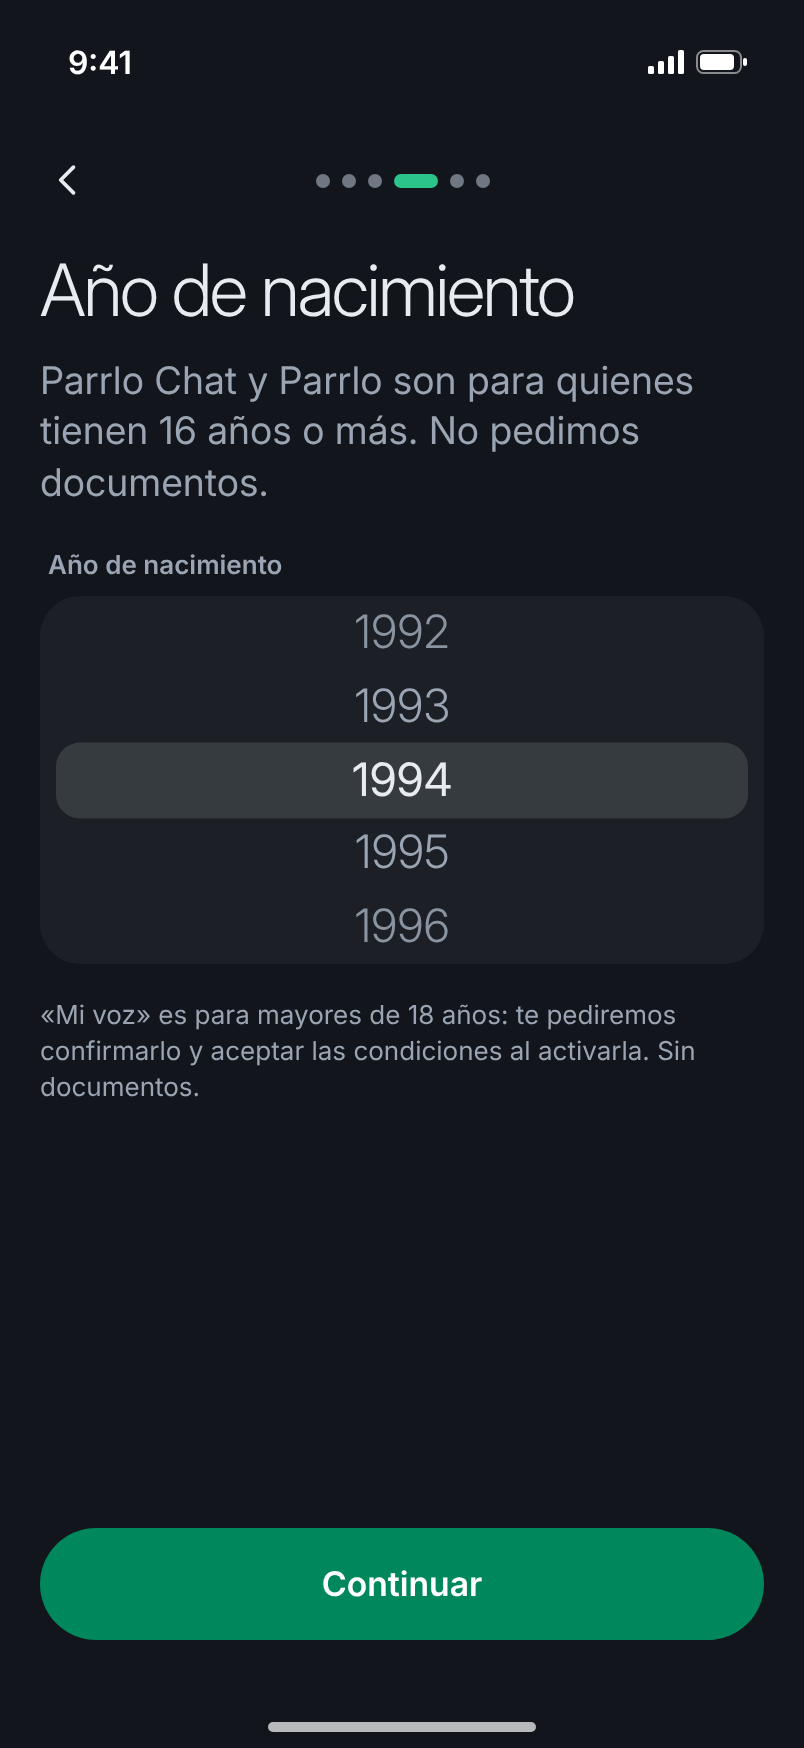 9:41
Año de nacimiento
Parrlo Chat y Parrlo son para quienes
tienen 16 años o más. No pedimos
documentos.
Año de nacimiento
1992
1993
1994
1995
1996
«Mi voz» es para mayores de 18 años: te pediremos
confirmarlo y aceptar las condiciones al activarla. Sin
documentos.
Continuar